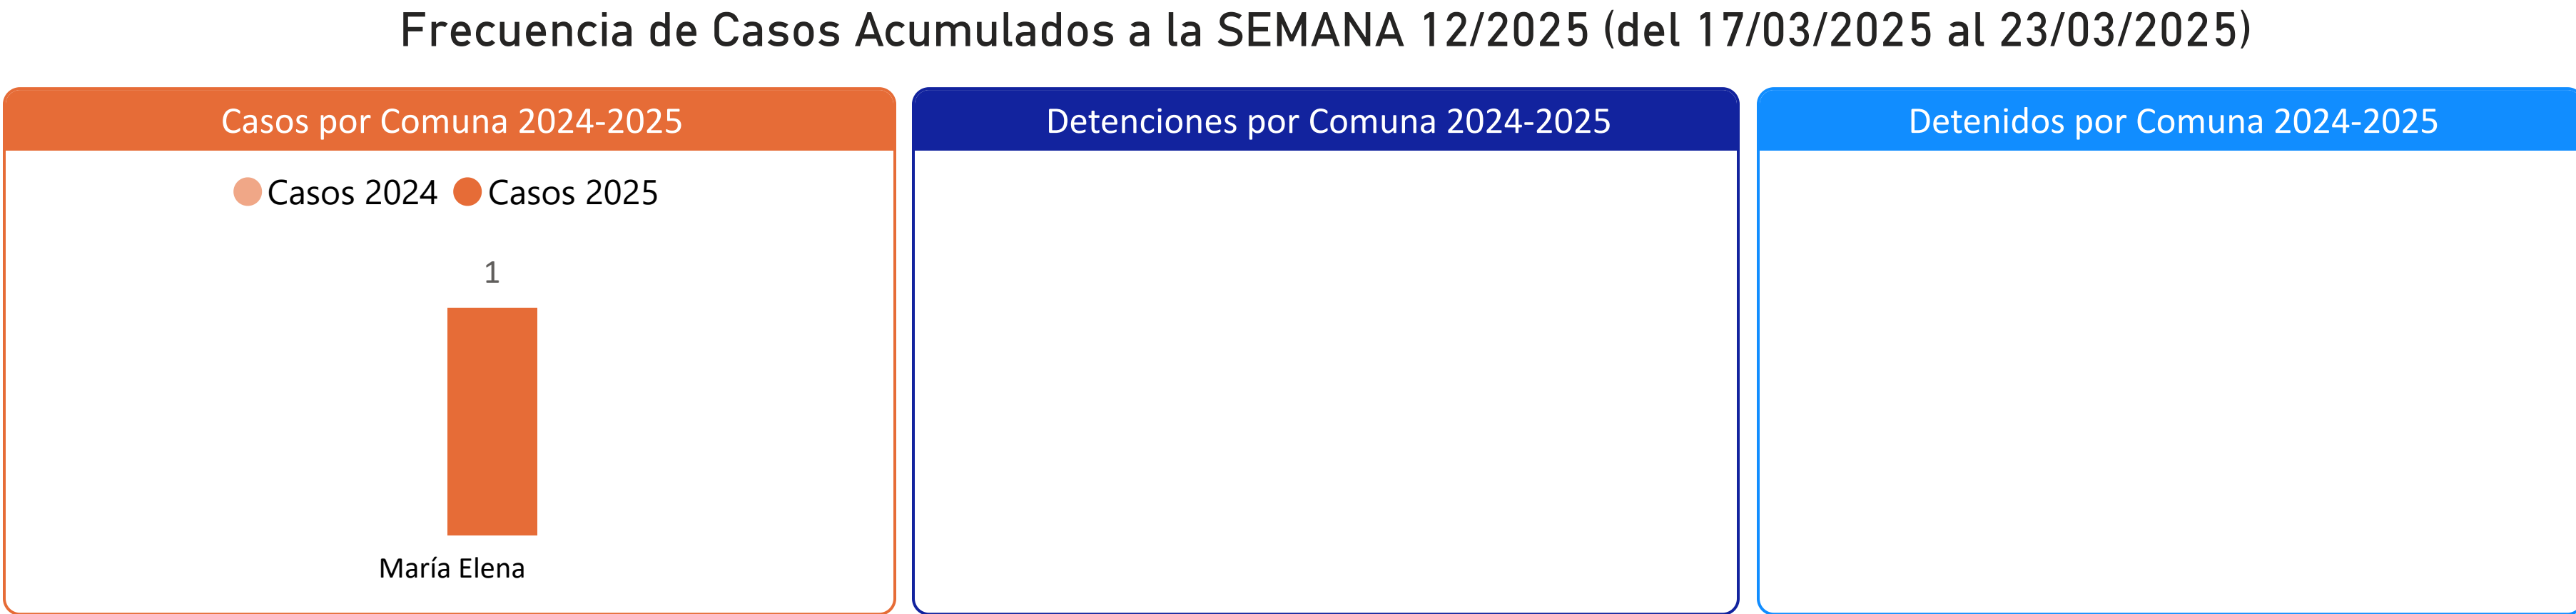 Frecuencia de Casos Acumulados a la SEMANA 12/2025 (del 17/03/2025 al 23/03/2025)
Casos por Comuna 2024-2025
Casos 2024 Casos 2025
1
María Elena
Detenciones por Comuna 2024-2025
Detenidos por Comuna 2024-2025